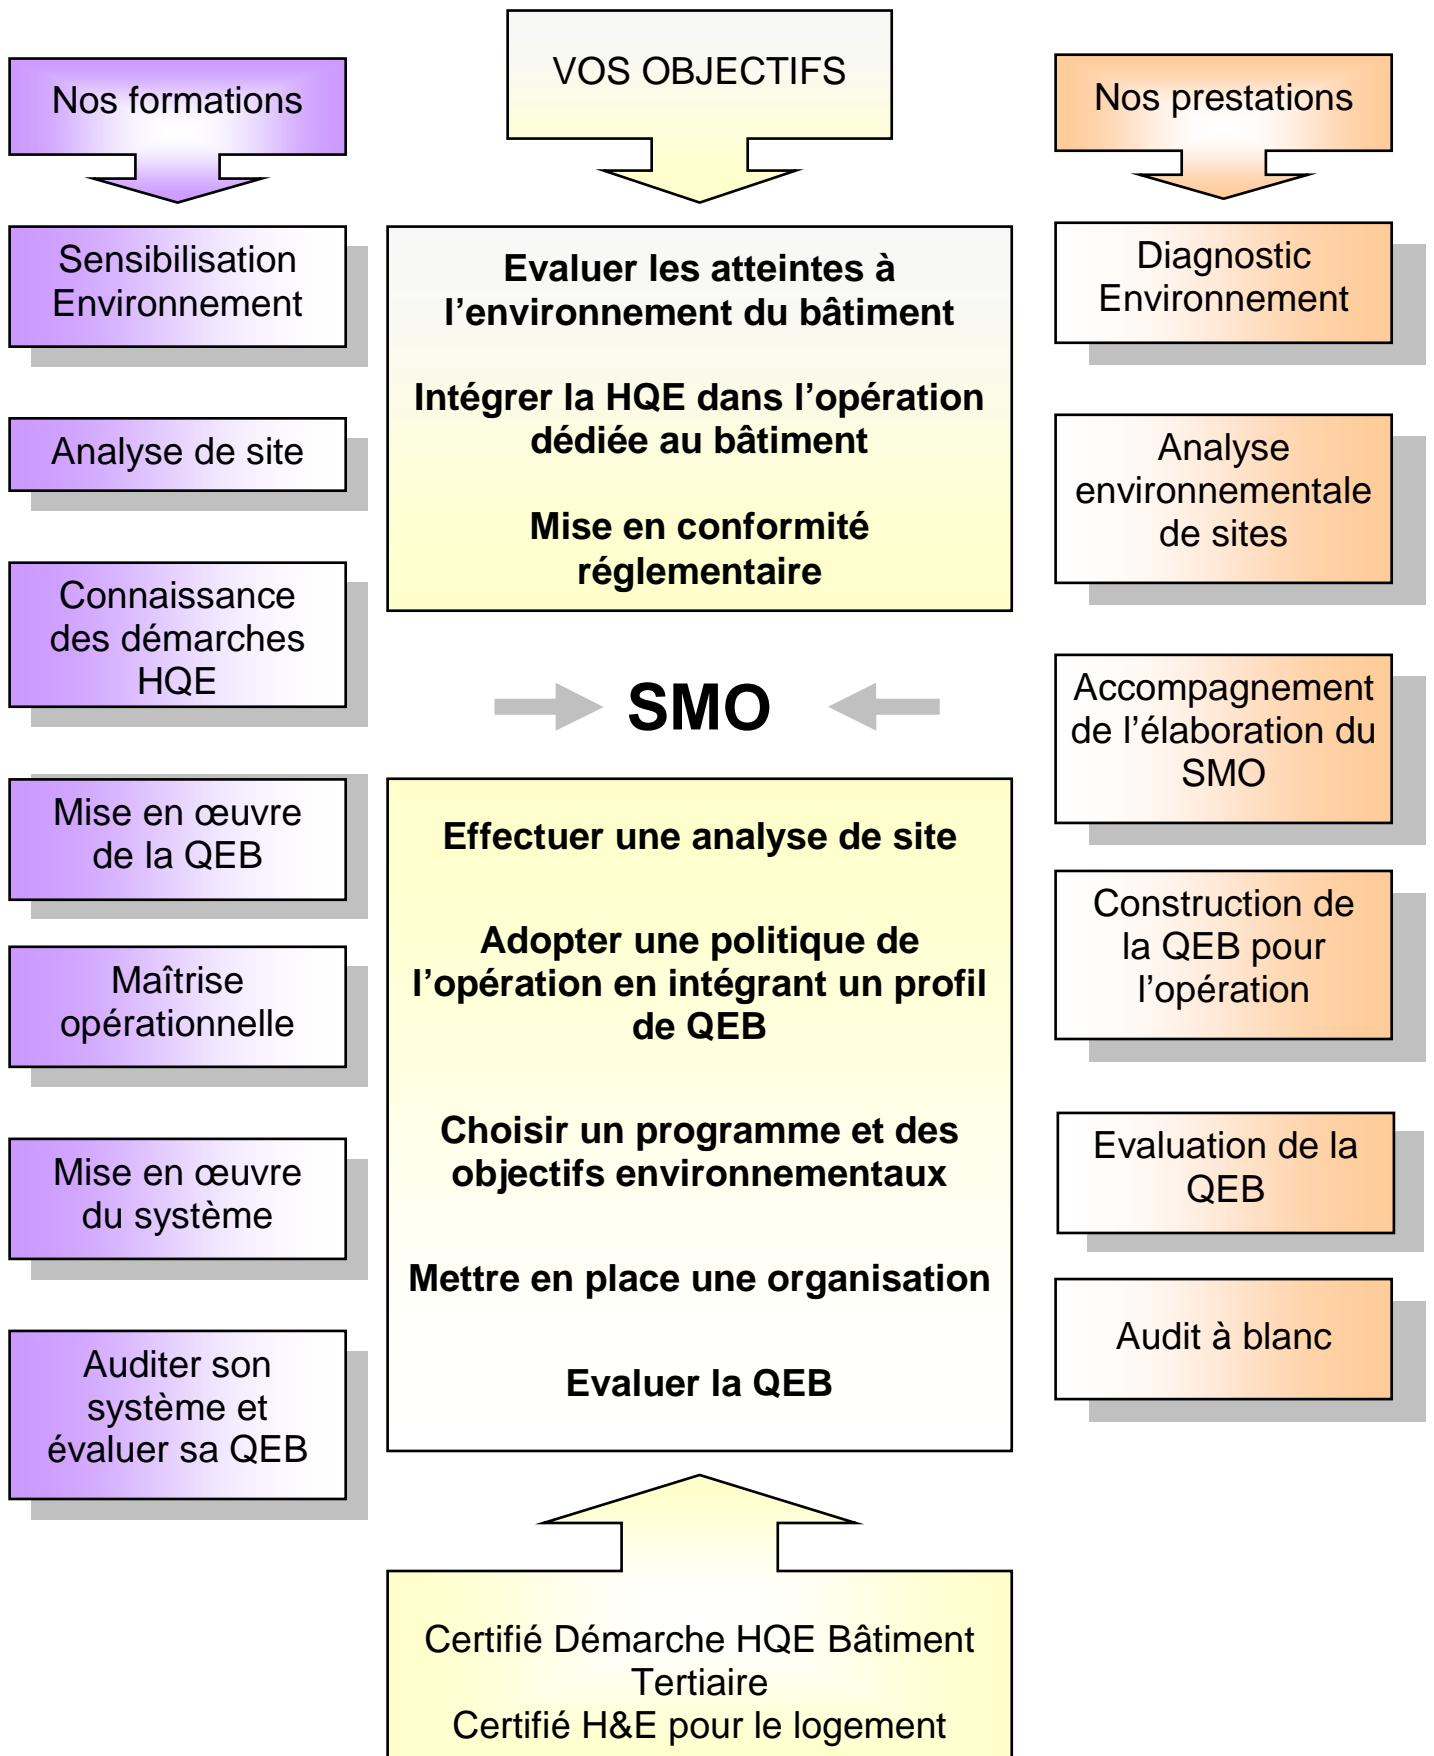 Nos formations
Sensibilisation
Environnement
Analyse de site
Connaissance
des démarches
HQE
Mise en œuvre
de la QEB
Maîtrise
opérationnelle
Mise en œuvre
du système
Auditer son
système et
évaluer sa QEB
VOS OBJECTIFS
Evaluer les atteintes à
l’environnement du bâtiment
Intégrer la HQE dans l’opération
dédiée au bâtiment
Mise en conformité
réglementaire
SMO
Effectuer une analyse de site
Adopter une politique de
l’opération en intégrant un profil
de QEB
Choisir un programme et des
objectifs environnementaux
Mettre en place une organisation
Evaluer la QEB
Certifié Démarche HQE Bâtiment
Tertiaire
Certifié H&E pour le logement
Nos prestations
Diagnostic
Environnement
Analyse
environnementale
de sites
Accompagnement
de l’élaboration du
SMO
Construction de
la QEB pour
l’opération
Evaluation de la
QEB
Audit à blanc